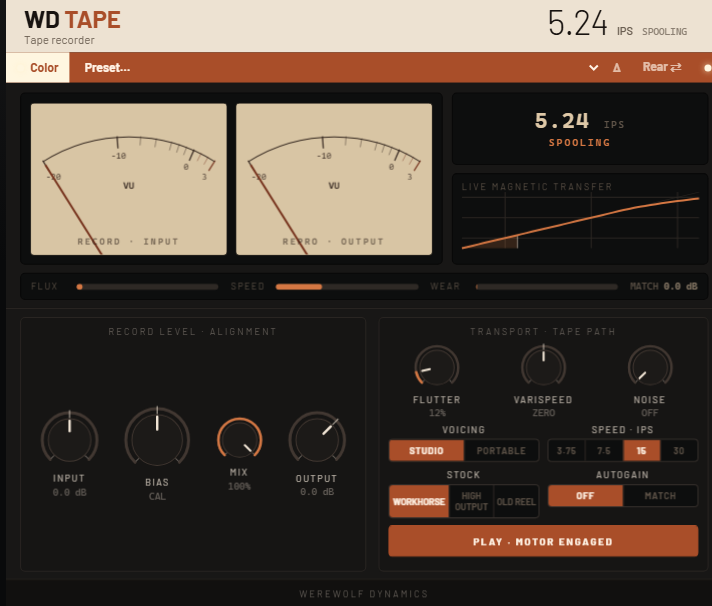 WD TAPE
Tape recorder
5.24 IPS SPOOLING
Color
Preset...
Δ
Rear ⇄
-20
-10
0
3
VU
RECORD · INPUT
-20
-10
0
3
VU
REPRO · OUTPUT
5.24 IPS
SPOOLING
LIVE MAGNETIC TRANSFER
FLUX
SPEED
WEAR
MATCH 0.0 dB
RECORD LEVEL · ALIGNMENT
INPUT
0.0 dB
BIAS
CAL
MIX
100%
OUTPUT
0.0 dB
TRANSPORT · TAPE PATH
FLUTTER
12%
VARISPEED
ZERO
NOISE
OFF
VOICING
STUDIO
PORTABLE
SPEED · IPS
3.75
7.5
15
30
STOCK
WORKHORSE
HIGH
OUTPUT
OLD REEL
AUTOGAIN
OFF
MATCH
PLAY · MOTOR ENGAGED
WEREWOLF DYNAMICS